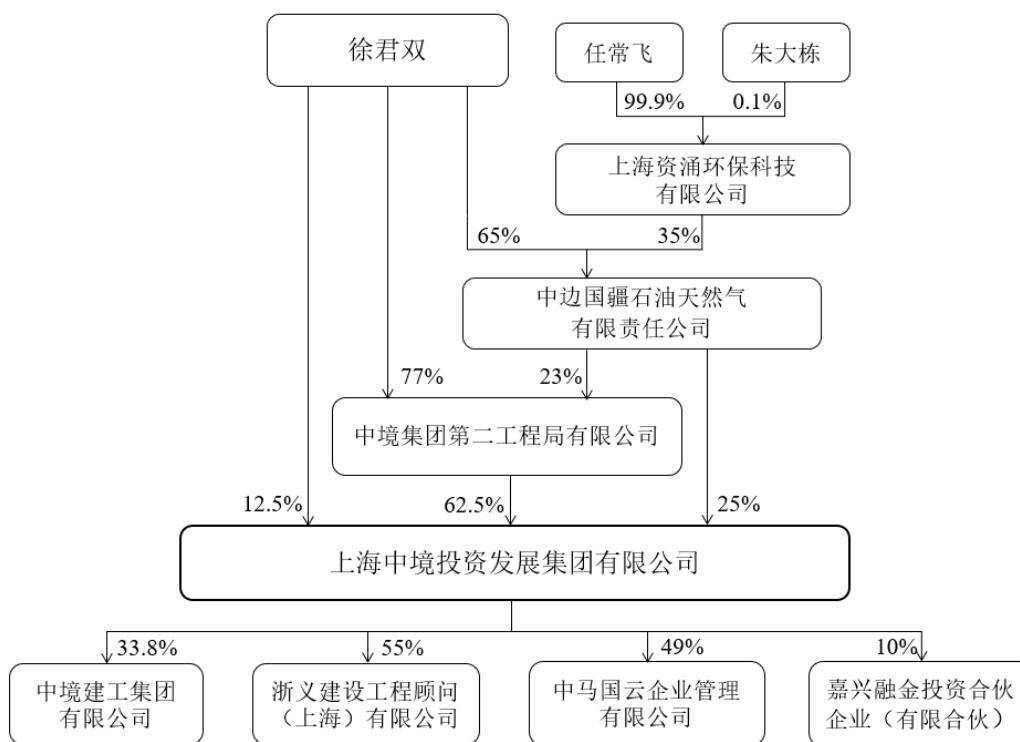 徐君双
任常飞
朱大栋
99.9%
0.1%
上海资涌环保科技
有限公司
65%
35%
中边国疆石油天然气
有限责任公司
77%
23%
中境集团第二工程局有限公司
12.5%
62.5%
25%
上海中境投资发展集团有限公司
33.8%
55%
49%
10%
中境建工集团
有限公司
浙义建设工程顾问
（上海）有限公司
中马国云企业管理
有限公司
嘉兴融金投资合伙
企业（有限合伙）